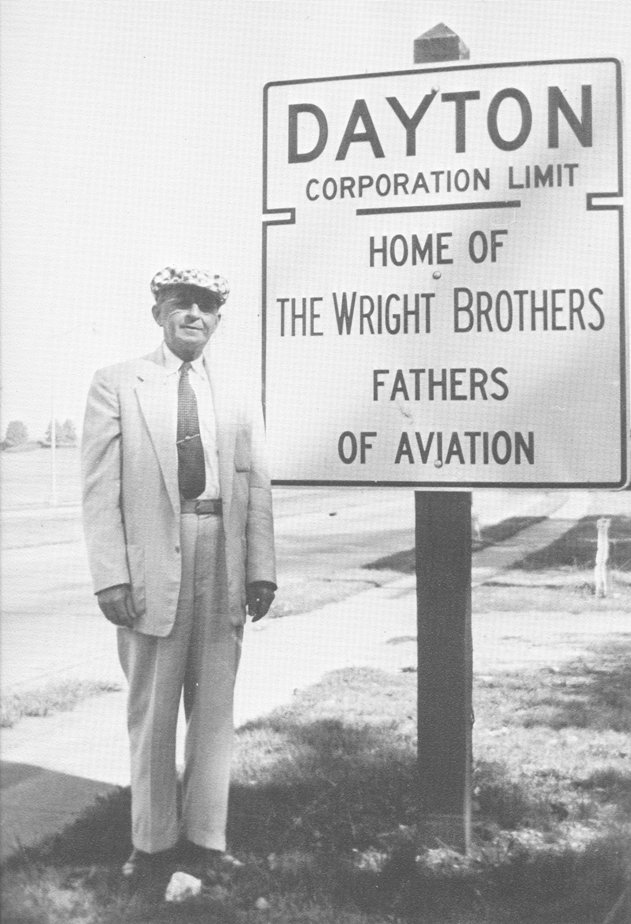 DAYTON
CORPORATION LIMIT
HOME OF
THE WRIGHT BROTHERS
FATHERS
OF AVIATION